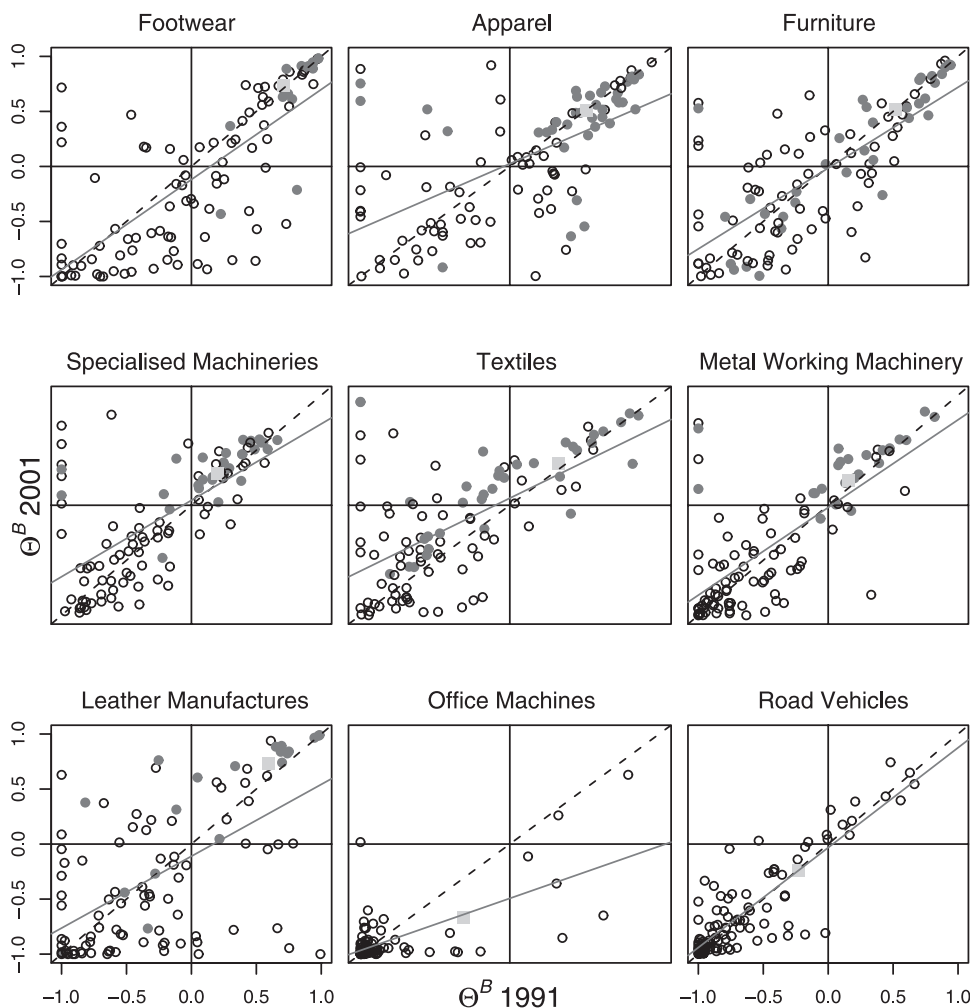 Footwear Apparel Furniture
1.0
0.5
0.0
−0.5
−1.0
Specialised Machineries Textiles Metal Working Machinery
Θᴮ 2001
Leather Manufactures Office Machines Road Vehicles
1.0
0.5
0.0
−0.5
−1.0
−1.0 −0.5 0.0 0.5 1.0 −1.0 −0.5 0.0 0.5 1.0
Θᴮ 1991